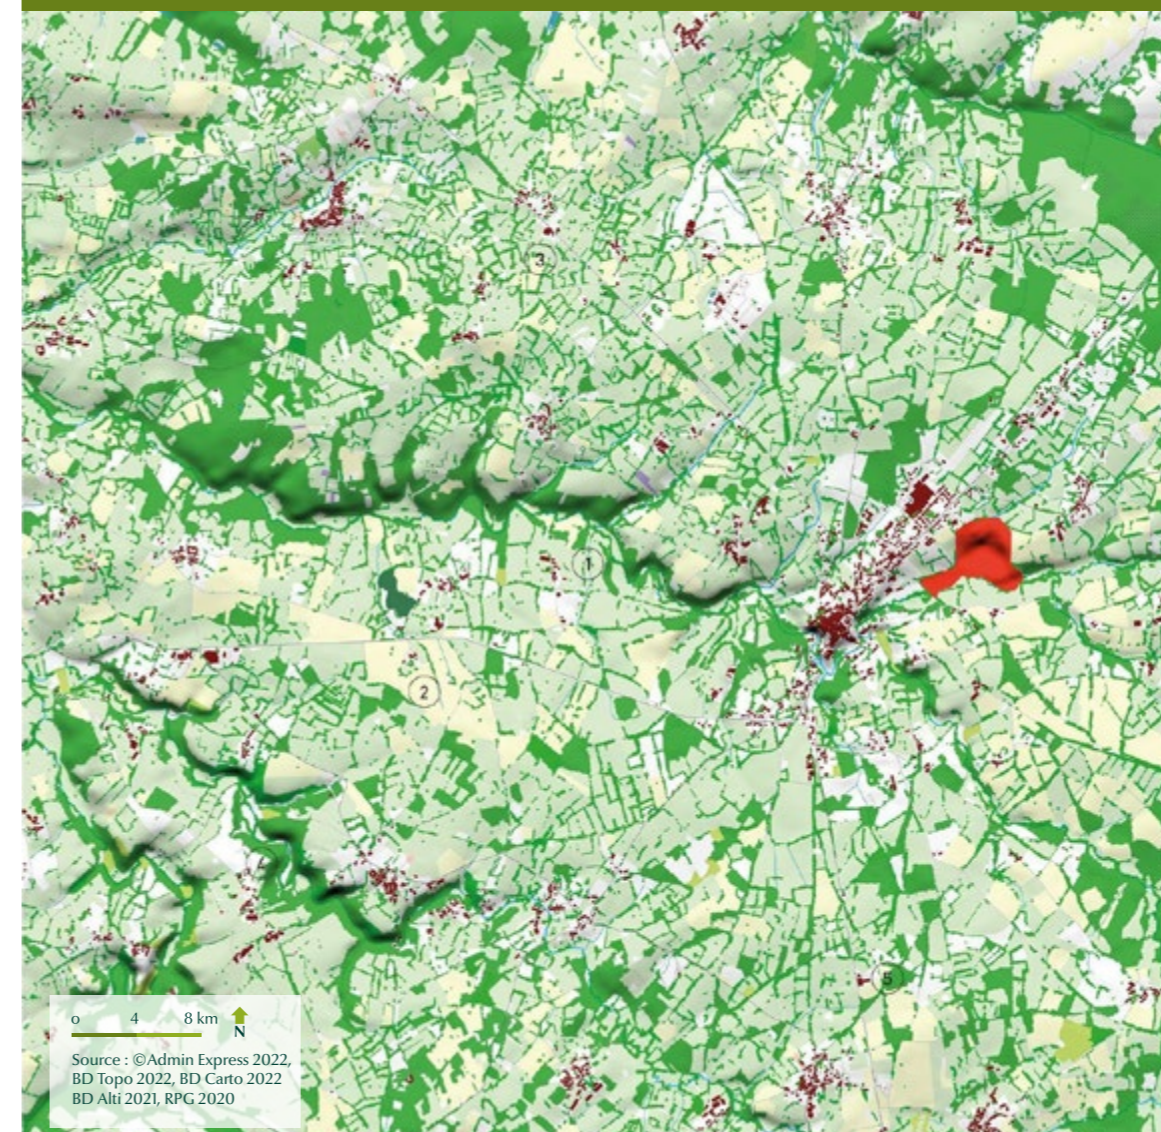 3
1
2
5
o 4 8 km
N
Source : ©Admin Express 2022,
BD Topo 2022, BD Carto 2022
BD Alti 2021, RPG 2020